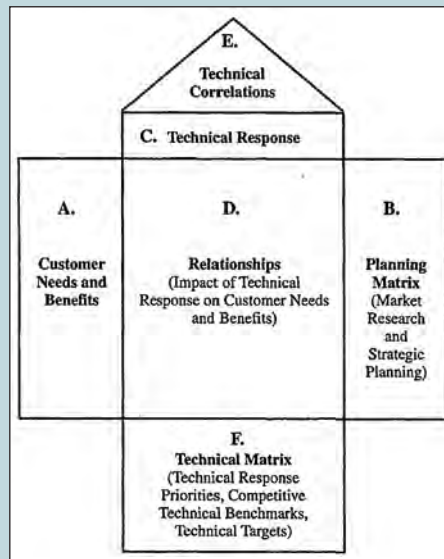 E.
Technical
Correlations
C. Technical Response
A.
Customer
Needs and
Benefits
D.
Relationships
(Impact of Technical
Response on Customer Needs
and Benefits)
B.
Planning
Matrix
(Market
Research
and
Strategic
Planning)
F.
Technical Matrix
(Technical Response
Priorities, Competitive
Technical Benchmarks,
Technical Targets)